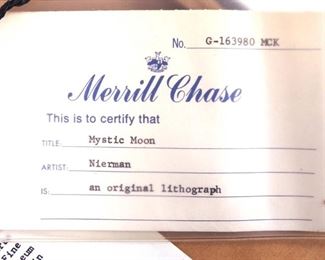 No. G-163980 MCK
Merrill Chase
This is to certify that
TITLE: Mystic Moon
ARTIST: Nierman
IS: an original lithograph
Fine